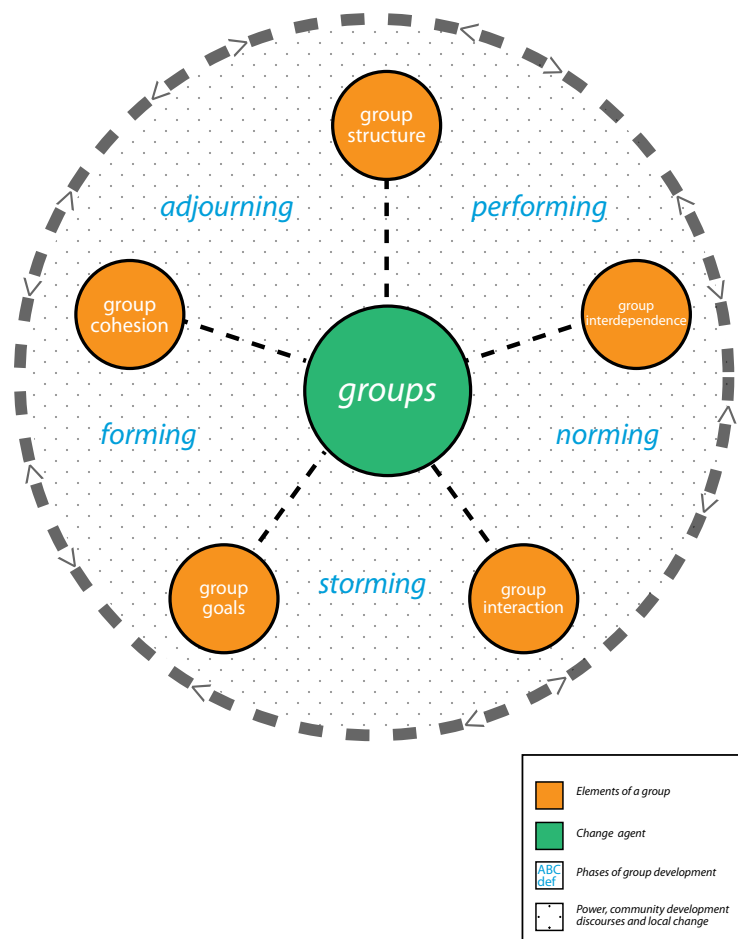 group
structure
adjourning
performing
group
cohesion
group
interdependence
groups
forming
norming
storming
group
goals
group
interaction
Elements of a group
Change agent
ABC
def
Phases of group development
Power, community development
discourses and local change